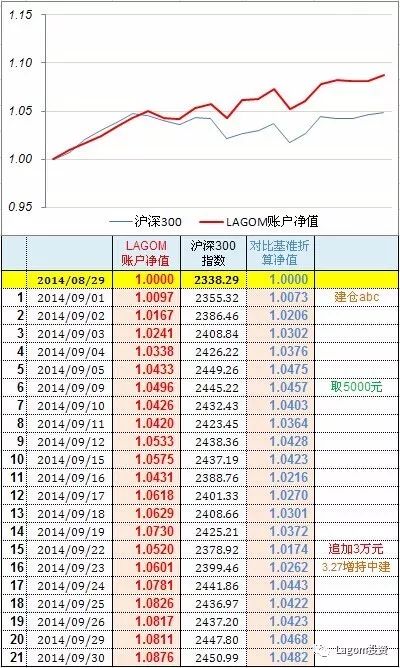 1.15
1.10
1.05
1.00
0.95
沪深300 LAGOM账户净值
LAGOM账户净值 沪深300指数 对比基准折算净值
2014/08/29 1.0000 2338.29 1.0000
1 2014/09/01 1.0097 2355.32 1.0073 建仓abc
2 2014/09/02 1.0167 2386.46 1.0206
3 2014/09/03 1.0241 2408.84 1.0302
4 2014/09/04 1.0338 2426.22 1.0376
5 2014/09/05 1.0433 2449.26 1.0475
6 2014/09/09 1.0496 2445.22 1.0457 取5000元
7 2014/09/10 1.0426 2432.43 1.0403
8 2014/09/11 1.0420 2423.45 1.0364
9 2014/09/12 1.0533 2438.36 1.0428
10 2014/09/15 1.0575 2437.19 1.0423
11 2014/09/16 1.0431 2388.76 1.0216
12 2014/09/17 1.0618 2401.33 1.0270
13 2014/09/18 1.0629 2408.66 1.0301
14 2014/09/19 1.0730 2425.21 1.0372
15 2014/09/22 1.0520 2378.92 1.0174 追加3万元
16 2014/09/23 1.0601 2399.46 1.0262 3.27增持中建
17 2014/09/24 1.0781 2441.86 1.0443
18 2014/09/25 1.0826 2436.97 1.0422
19 2014/09/26 1.0817 2437.20 1.0423
20 2014/09/29 1.0811 2447.80 1.0468
21 2014/09/30 1.0876 2450.99 1.0482
Lagom投资